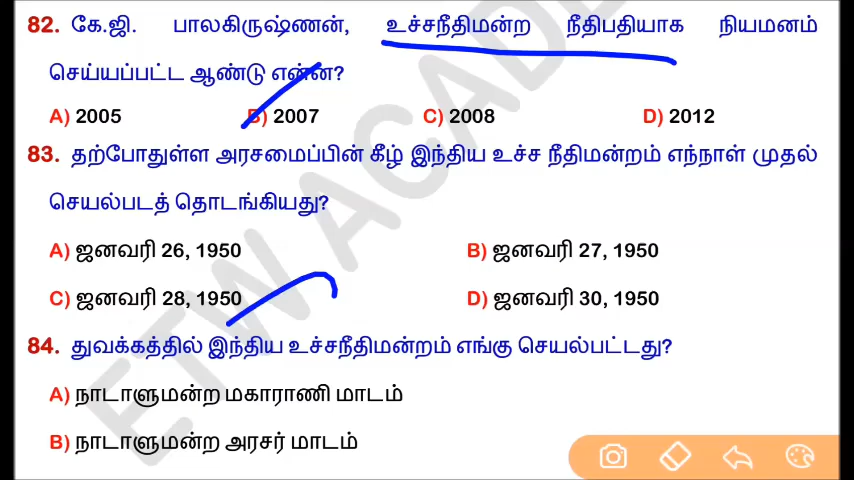 82. கே.ஜி. பாலகிருஷ்ணன், உச்சநீதிமன்ற நீதிபதியாக நியமனம்
செய்யப்பட்ட ஆண்டு என்ன?
A) 2005 B) 2007 C) 2008 D) 2012
83. தற்போதுள்ள அரசமைப்பின் கீழ் இந்திய உச்ச நீதிமன்றம் எந்நாள் முதல்
செயல்படத் தொடங்கியது?
A) ஜனவரி 26, 1950 B) ஜனவரி 27, 1950
C) ஜனவரி 28, 1950 D) ஜனவரி 30, 1950
84. துவக்கத்தில் இந்திய உச்சநீதிமன்றம் எங்கு செயல்பட்டது?
A) நாடாளுமன்ற மகாராணி மாடம்
B) நாடாளுமன்ற அரசர் மாடம்
ETW ACADE